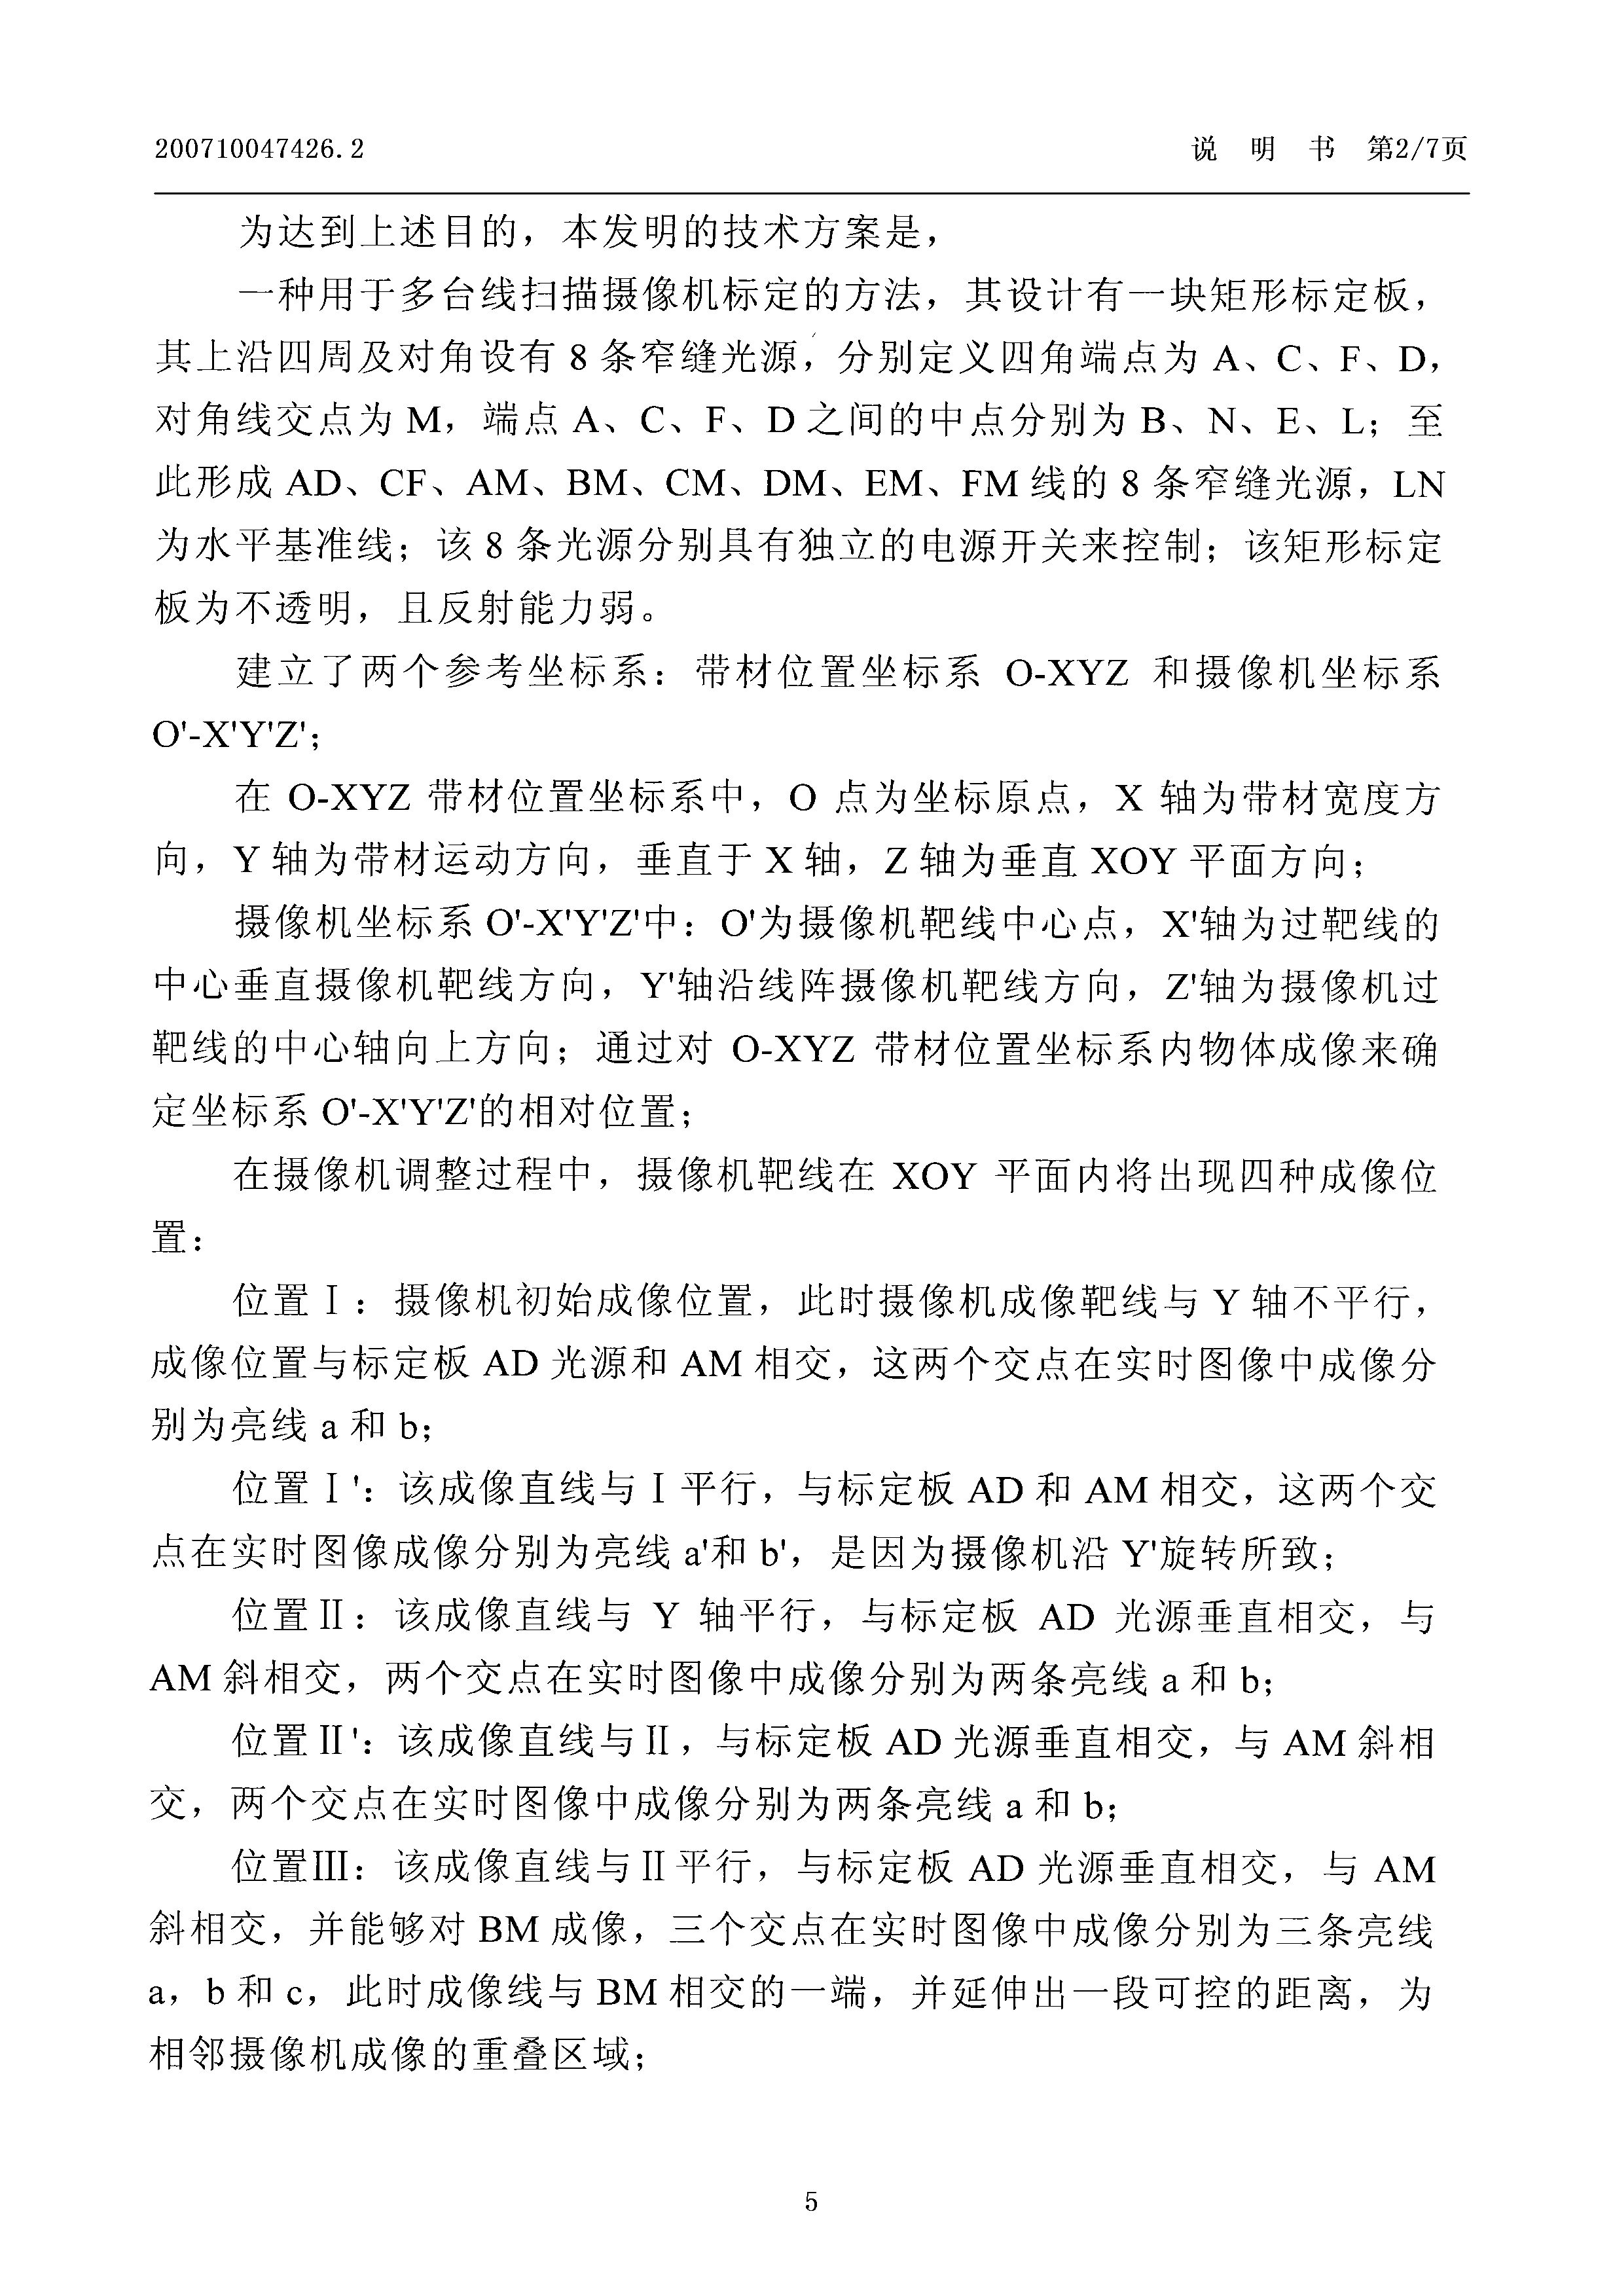 200710047426.2 说 明 书 第2/7页
为达到上述目的，本发明的技术方案是，
一种用于多台线扫描摄像机标定的方法，其设计有一块矩形标定板，
其上沿四周及对角设有 8 条窄缝光源，分别定义四角端点为 A、C、F、D，
对角线交点为 M，端点 A、C、F、D 之间的中点分别为 B、N、E、L；至
此形成 AD、CF、AM、BM、CM、DM、EM、FM 线的 8 条窄缝光源，LN
为水平基准线；该 8 条光源分别具有独立的电源开关来控制；该矩形标定
板为不透明，且反射能力弱。
建立了两个参考坐标系：带材位置坐标系 O-XYZ 和摄像机坐标系
O'-X'Y'Z'；
在 O-XYZ 带材位置坐标系中，O 点为坐标原点，X 轴为带材宽度方
向，Y 轴为带材运动方向，垂直于 X 轴，Z 轴为垂直 XOY 平面方向；
摄像机坐标系 O'-X'Y'Z'中：O'为摄像机靶线中心点，X'轴为过靶线的
中心垂直摄像机靶线方向，Y'轴沿线阵摄像机靶线方向，Z'轴为摄像机过
靶线的中心轴向上方向；通过对 O-XYZ 带材位置坐标系内物体成像来确
定坐标系 O'-X'Y'Z'的相对位置；
在摄像机调整过程中，摄像机靶线在 XOY 平面内将出现四种成像位
置：
位置Ⅰ：摄像机初始成像位置，此时摄像机成像靶线与 Y 轴不平行，
成像位置与标定板 AD 光源和 AM 相交，这两个交点在实时图像中成像分
别为亮线 a 和 b；
位置Ⅰ'：该成像直线与Ⅰ平行，与标定板 AD 和 AM 相交，这两个交
点在实时图像成像分别为亮线 a'和 b'，是因为摄像机沿 Y'旋转所致；
位置Ⅱ：该成像直线与 Y 轴平行，与标定板 AD 光源垂直相交，与
AM 斜相交，两个交点在实时图像中成像分别为两条亮线 a 和 b；
位置Ⅱ'：该成像直线与Ⅱ，与标定板 AD 光源垂直相交，与 AM 斜相
交，两个交点在实时图像中成像分别为两条亮线 a 和 b；
位置Ⅲ：该成像直线与Ⅱ平行，与标定板 AD 光源垂直相交，与 AM
斜相交，并能够对 BM 成像，三个交点在实时图像中成像分别为三条亮线
a，b 和 c，此时成像线与 BM 相交的一端，并延伸出一段可控的距离，为
相邻摄像机成像的重叠区域；
5